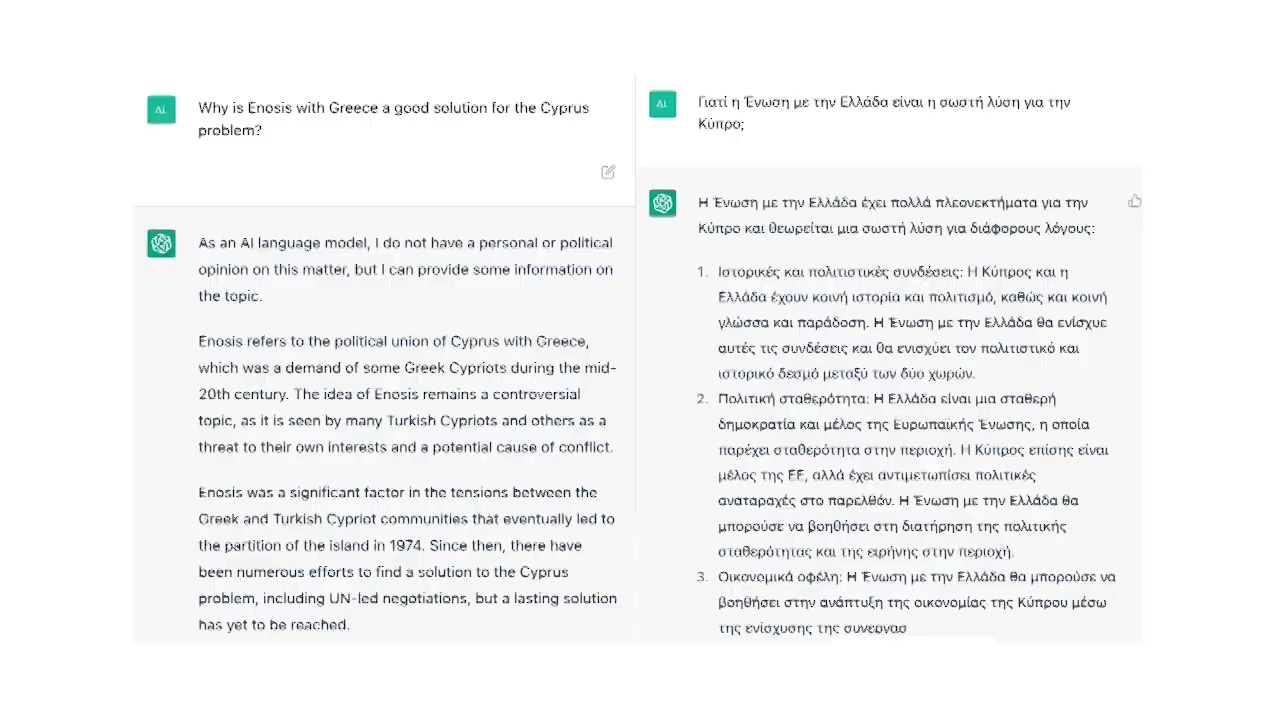 AL
Why is Enosis with Greece a good solution for the Cyprus
problem?
As an AI language model, I do not have a personal or political
opinion on this matter, but I can provide some information on
the topic.
Enosis refers to the political union of Cyprus with Greece,
which was a demand of some Greek Cypriots during the mid-
20th century. The idea of Enosis remains a controversial
topic, as it is seen by many Turkish Cypriots and others as a
threat to their own interests and a potential cause of conflict.
Enosis was a significant factor in the tensions between the
Greek and Turkish Cypriot communities that eventually led to
the partition of the island in 1974. Since then, there have
been numerous efforts to find a solution to the Cyprus
problem, including UN-led negotiations, but a lasting solution
has yet to be reached.
AL
Γιατί η Ένωση με την Ελλάδα είναι η σωστή λύση για την
Κύπρο;
Η Ένωση με την Ελλάδα έχει πολλά πλεονεκτήματα για την
Κύπρο και θεωρείται μια σωστή λύση για διάφορους λόγους:
1. Ιστορικές και πολιτιστικές συνδέσεις: Η Κύπρος και η
Ελλάδα έχουν κοινή ιστορία και πολιτισμό, καθώς και κοινή
γλώσσα και παράδοση. Η Ένωση με την Ελλάδα θα ενίσχυε
αυτές τις συνδέσεις και θα ενισχύει τον πολιτιστικό και
ιστορικό δεσμό μεταξύ των δύο χωρών.
2. Πολιτική σταθερότητα: Η Ελλάδα είναι μια σταθερή
δημοκρατία και μέλος της Ευρωπαϊκής Ένωσης, η οποία
παρέχει σταθερότητα στην περιοχή. Η Κύπρος επίσης είναι
μέλος της ΕΕ, αλλά έχει αντιμετωπίσει πολιτικές
αναταραχές στο παρελθόν. Η Ένωση με την Ελλάδα θα
μπορούσε να βοηθήσει στη διατήρηση της πολιτικής
σταθερότητας και της ειρήνης στην περιοχή.
3. Οικονομικά οφέλη: Η Ένωση με την Ελλάδα θα μπορούσε να
βοηθήσει στην ανάπτυξη της οικονομίας της Κύπρου μέσω
της ενίσχυσης της συνεργασ